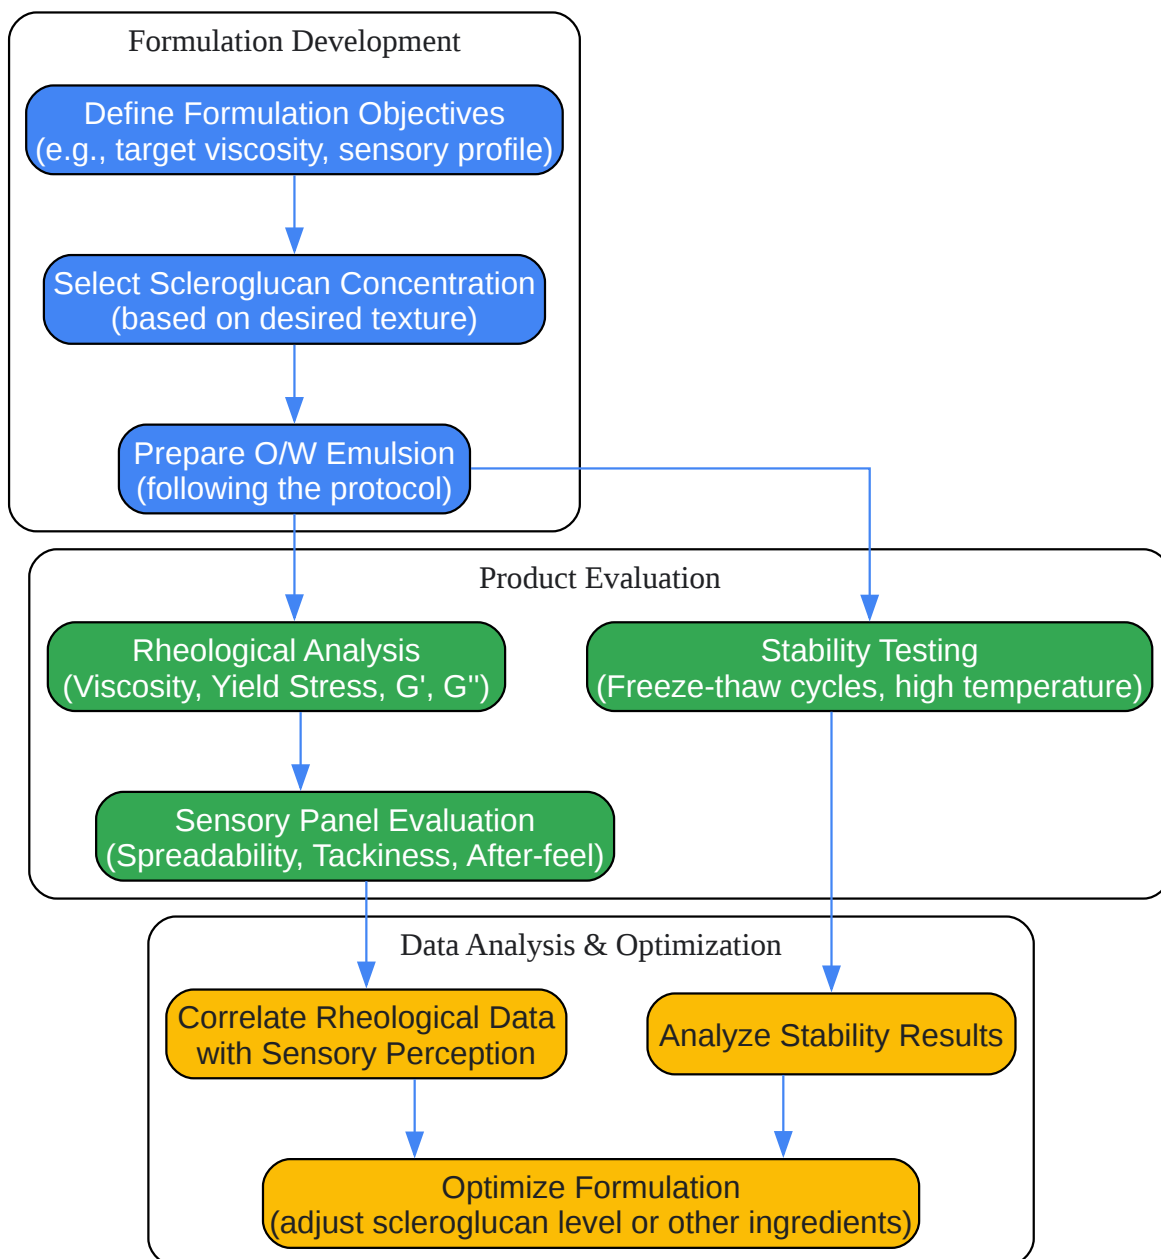 Formulation Development
Define Formulation Objectives
(e.g., target viscosity, sensory profile)
Select Scleroglucan Concentration
(based on desired texture)
Prepare O/W Emulsion
(following the protocol)
Product Evaluation
Rheological Analysis
(Viscosity, Yield Stress, G', G'')
Stability Testing
(Freeze-thaw cycles, high temperature)
Sensory Panel Evaluation
(Spreadability, Tackiness, After-feel)
Data Analysis & Optimization
Correlate Rheological Data
with Sensory Perception
Analyze Stability Results
Optimize Formulation
(adjust scleroglucan level or other ingredients)